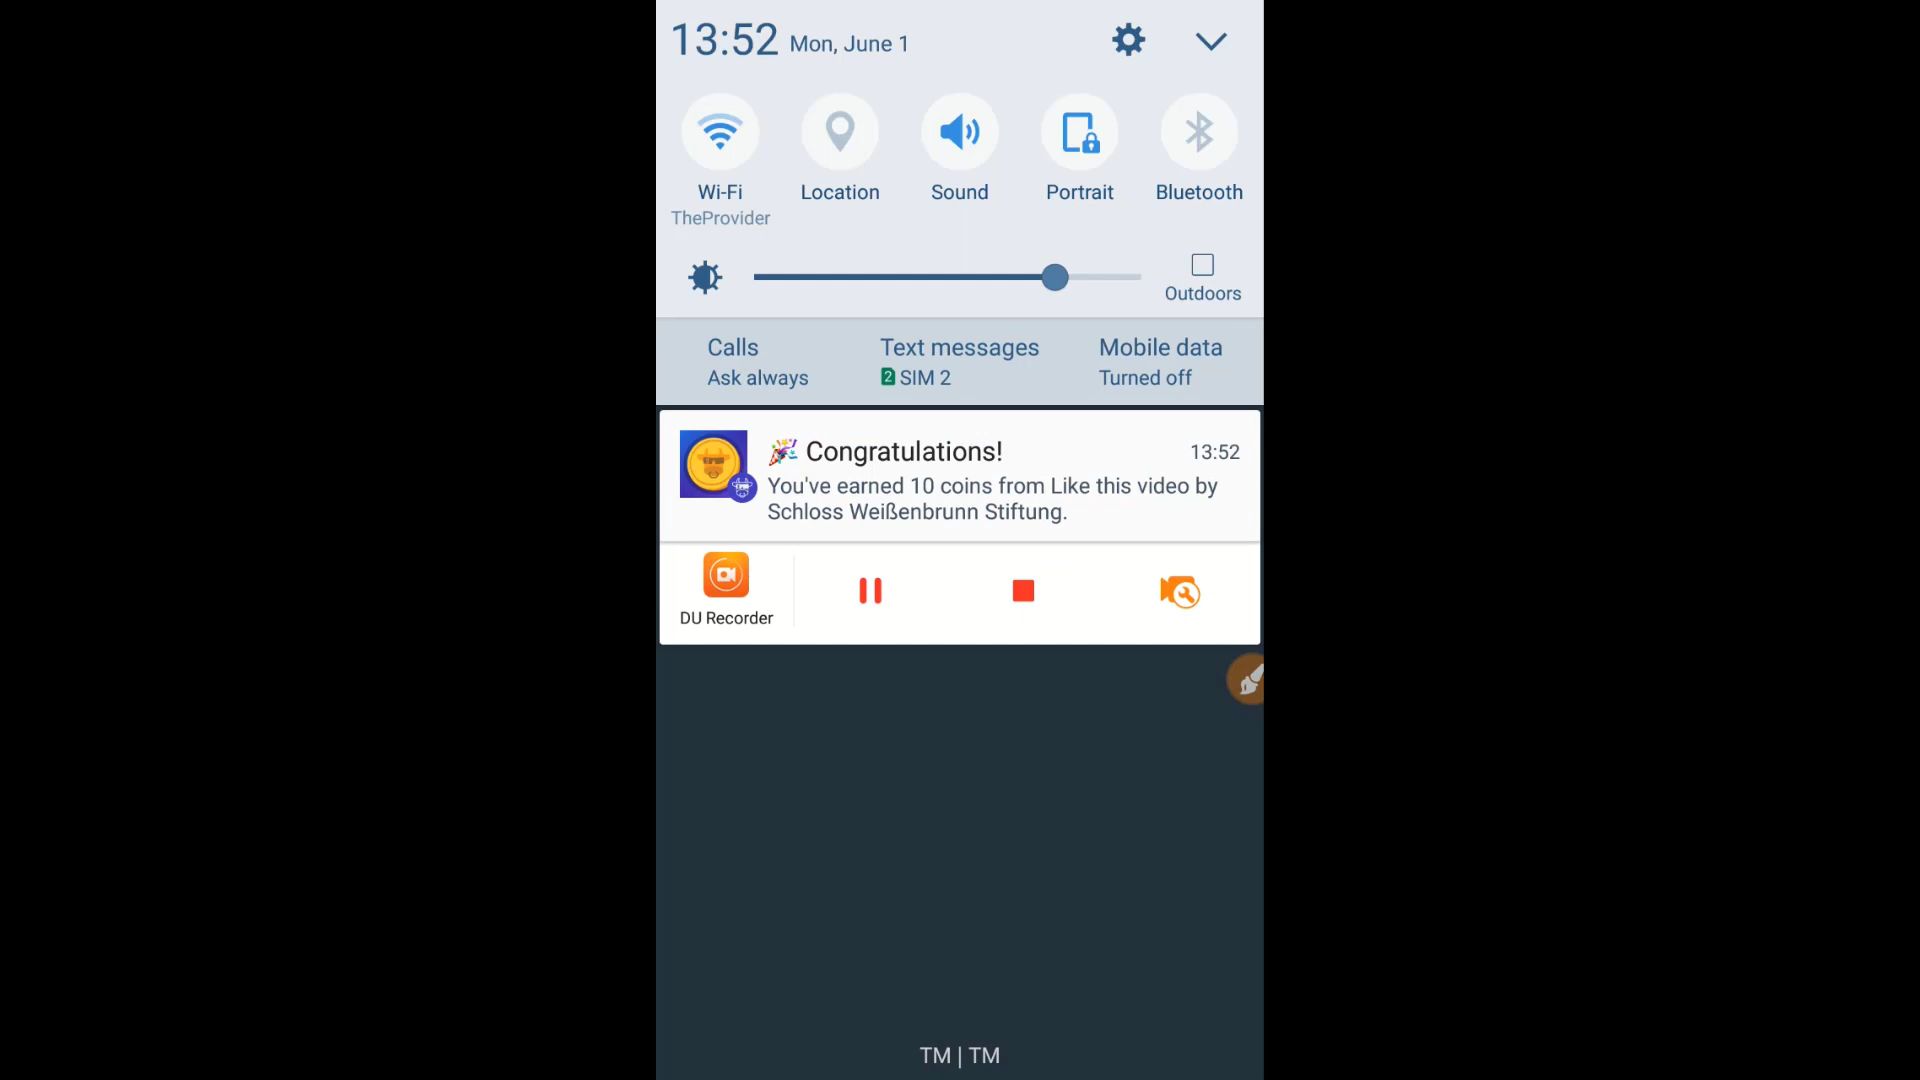 13:52 Mon, June 1
Wi-Fi Location Sound Portrait Bluetooth
TheProvider
Outdoors
Calls Text messages Mobile data
Ask always 2 SIM 2 Turned off
🎉 Congratulations! 13:52
You've earned 10 coins from Like this video by
Schloss Weißenbrunn Stiftung.
DU Recorder
TM | TM